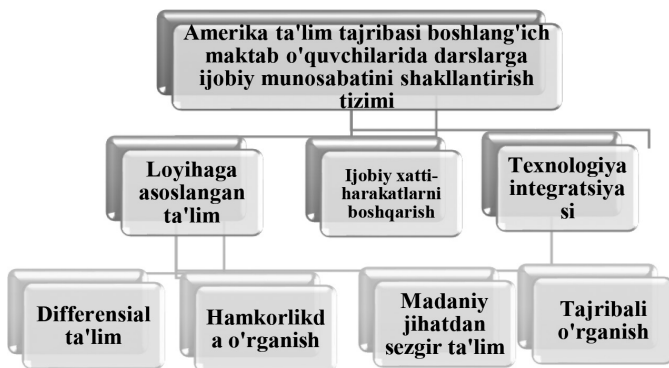 Amerika ta'lim tajribasi boshlang'ich
maktab o'quvchilarida darslarga
ijobiy munosabatini shakllantirish
tizimi
Loyihaga
asoslangan
ta'lim
Ijobiy xatti-
harakatlarni
boshqarish
Texnologiya
integratsiya
si
Differensial
ta'lim
Hamkorlikd
a o'rganish
Madaniy
jihatdan
sezgir ta'lim
Tajribali
o'rganish